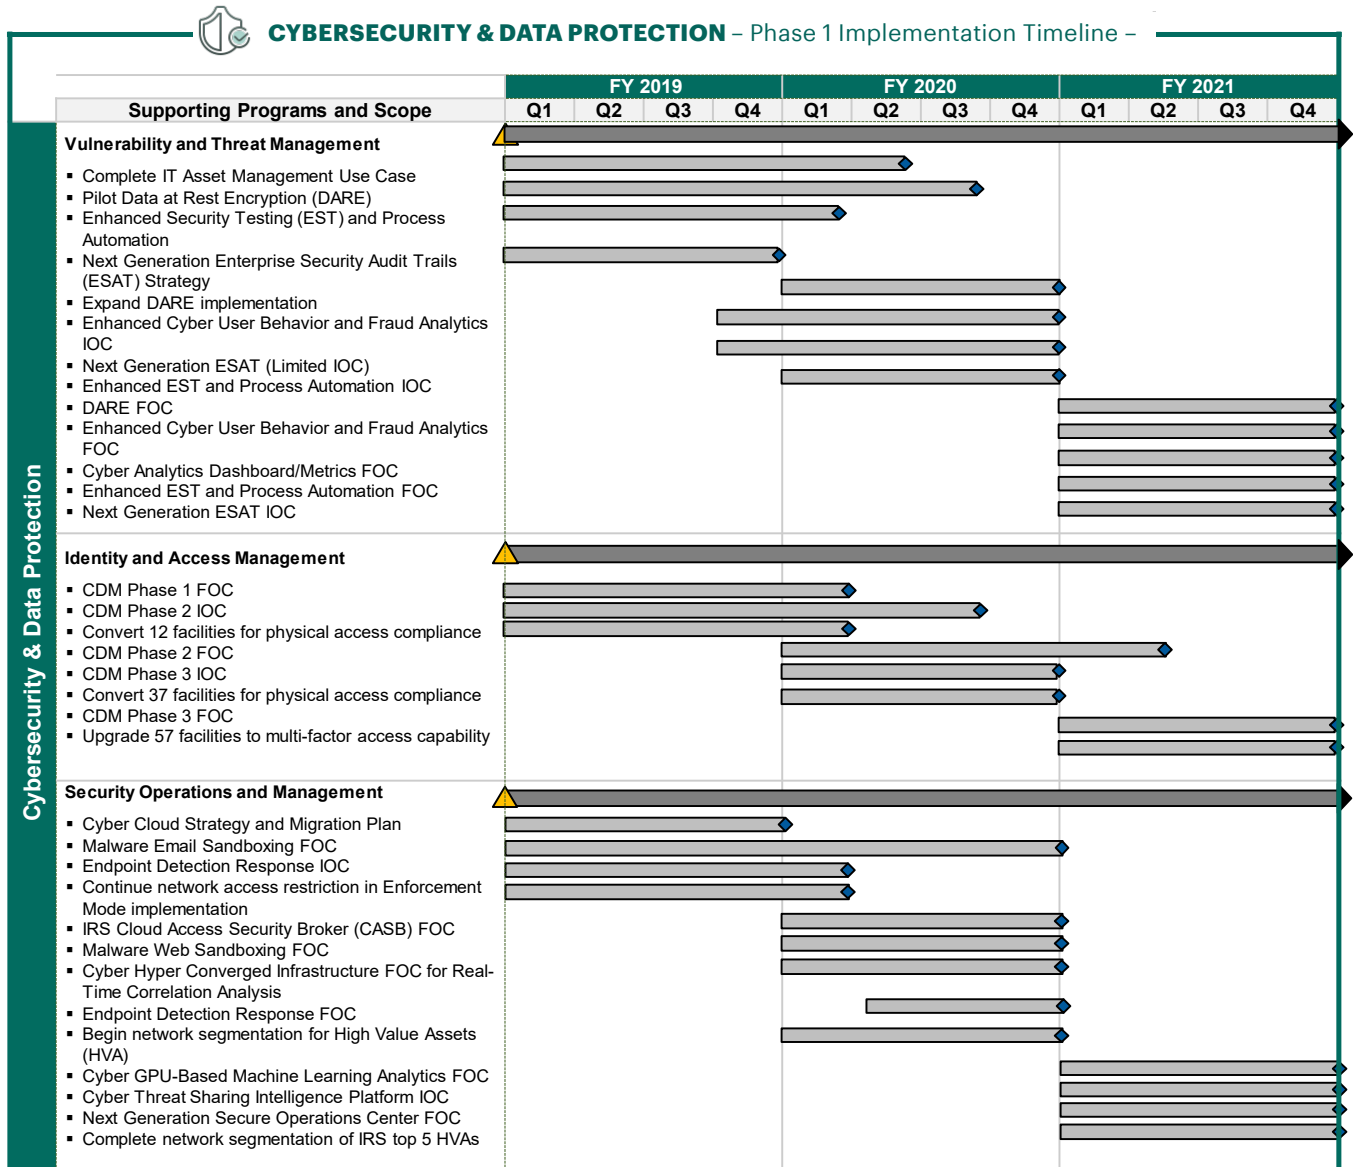 CYBERSECURITY & DATA PROTECTION – Phase 1 Implementation Timeline –
FY 2019 FY 2020 FY 2021
Supporting Programs and Scope Q1 Q2 Q3 Q4 Q1 Q2 Q3 Q4 Q1 Q2 Q3 Q4
Cybersecurity & Data Protection
Vulnerability and Threat Management
▪ Complete IT Asset Management Use Case
▪ Pilot Data at Rest Encryption (DARE)
▪ Enhanced Security Testing (EST) and Process
Automation
▪ Next Generation Enterprise Security Audit Trails
(ESAT) Strategy
▪ Expand DARE implementation
▪ Enhanced Cyber User Behavior and Fraud Analytics
IOC
▪ Next Generation ESAT (Limited IOC)
▪ Enhanced EST and Process Automation IOC
▪ DARE FOC
▪ Enhanced Cyber User Behavior and Fraud Analytics
FOC
▪ Cyber Analytics Dashboard/Metrics FOC
▪ Enhanced EST and Process Automation FOC
▪ Next Generation ESAT IOC
Identity and Access Management
▪ CDM Phase 1 FOC
▪ CDM Phase 2 IOC
▪ Convert 12 facilities for physical access compliance
▪ CDM Phase 2 FOC
▪ CDM Phase 3 IOC
▪ Convert 37 facilities for physical access compliance
▪ CDM Phase 3 FOC
▪ Upgrade 57 facilities to multi-factor access capability
Security Operations and Management
▪ Cyber Cloud Strategy and Migration Plan
▪ Malware Email Sandboxing FOC
▪ Endpoint Detection Response IOC
▪ Continue network access restriction in Enforcement
Mode implementation
▪ IRS Cloud Access Security Broker (CASB) FOC
▪ Malware Web Sandboxing FOC
▪ Cyber Hyper Converged Infrastructure FOC for Real-
Time Correlation Analysis
▪ Endpoint Detection Response FOC
▪ Begin network segmentation for High Value Assets
(HVA)
▪ Cyber GPU-Based Machine Learning Analytics FOC
▪ Cyber Threat Sharing Intelligence Platform IOC
▪ Next Generation Secure Operations Center FOC
▪ Complete network segmentation of IRS top 5 HVAs